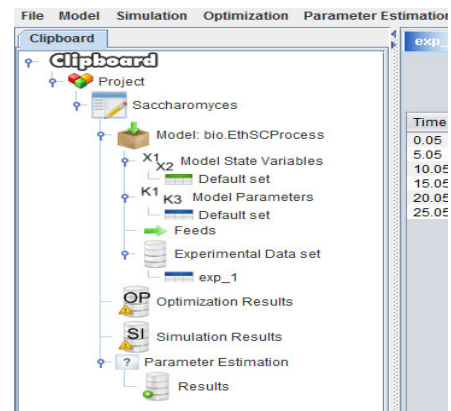 File Model Simulation Optimization Parameter Estimation
Clipboard
exp_
Clipboard
Project
Saccharomyces
Model: bio.EthSCProcess
X1 X2 Model State Variables
Default set
K1 K3 Model Parameters
Default set
Feeds
Experimental Data set
exp_1
OP Optimization Results
SI Simulation Results
? Parameter Estimation
Results
Time
0.05
5.05
10.05
15.05
20.05
25.05